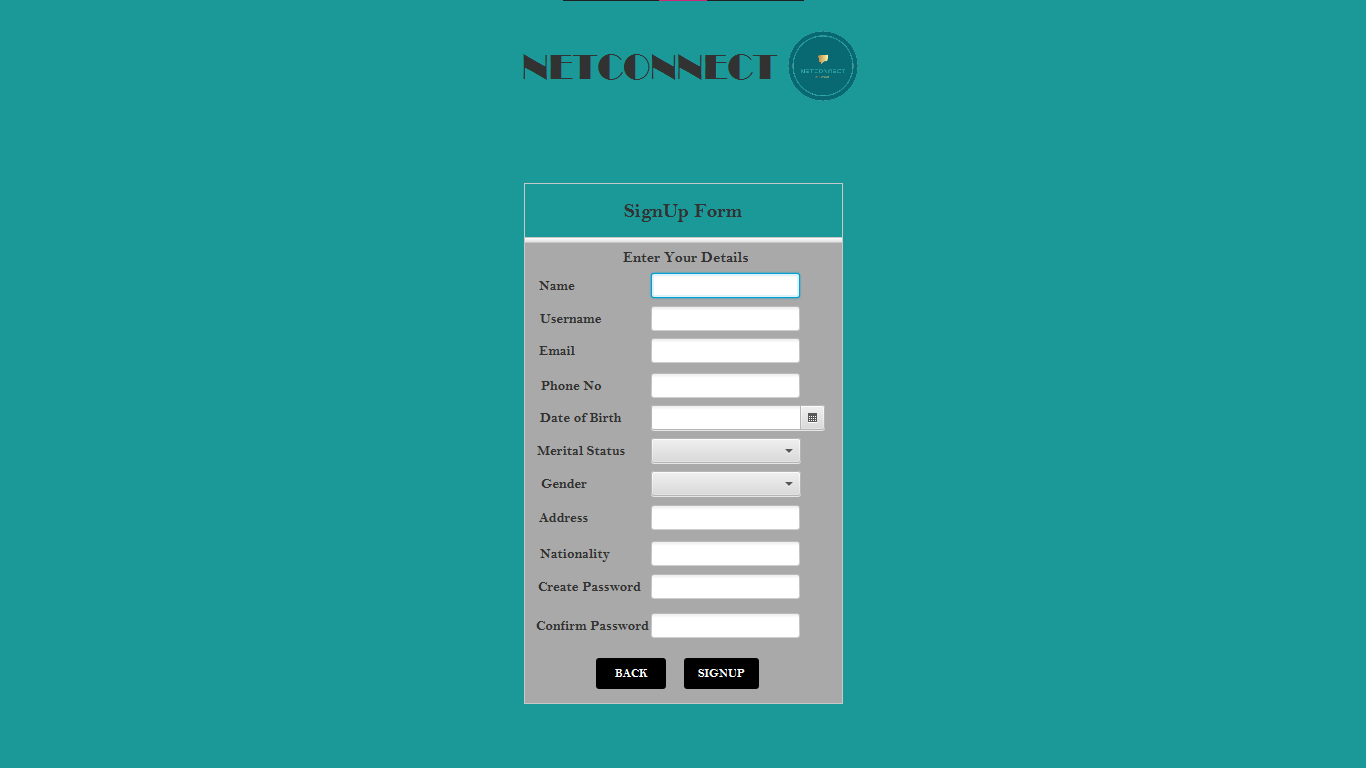 NETCONNECT
NETCONNECT
SignUp Form
Enter Your Details
Name
Username
Email
Phone No
Date of Birth
Merital Status
Gender
Address
Nationality
Create Password
Confirm Password
BACK SIGNUP